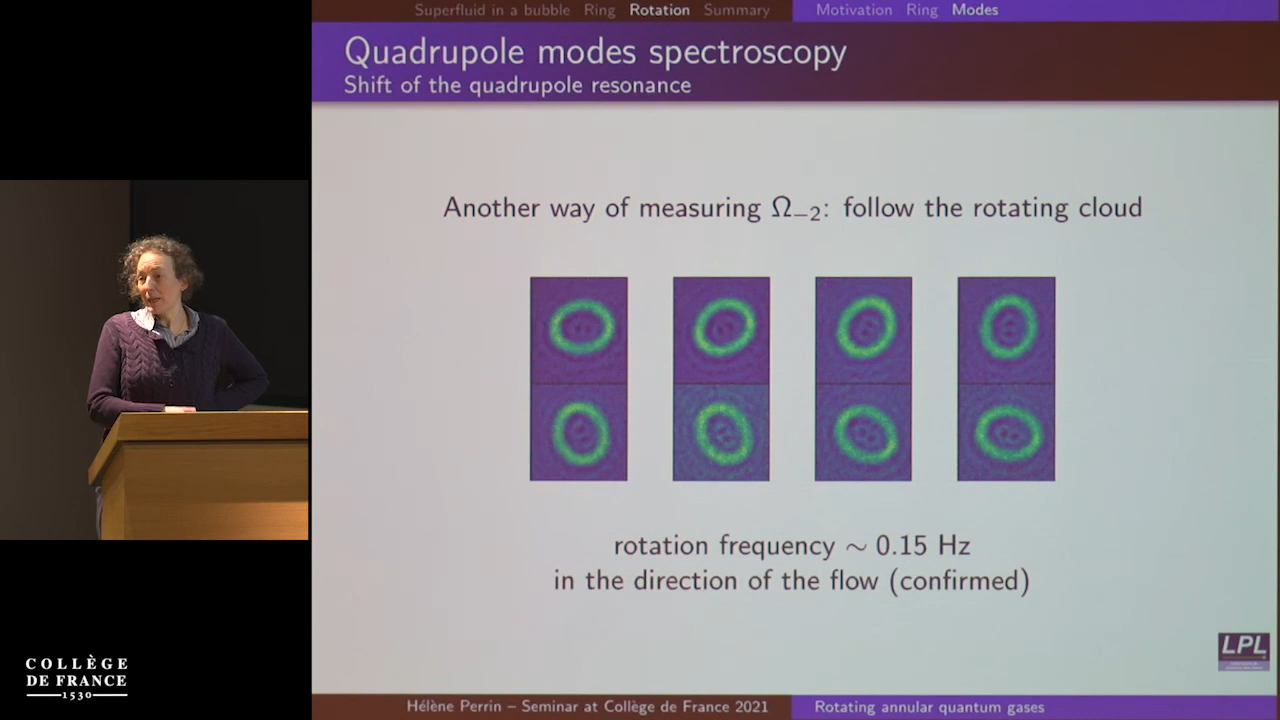 Superfluid in a bubble Ring Rotation Summary Motivation Ring Modes
Quadrupole modes spectroscopy
Shift of the quadrupole resonance
Another way of measuring Ω₋₂: follow the rotating cloud
rotation frequency ∼ 0.15 Hz
in the direction of the flow (confirmed)
LPL
COLLÈGE
DE FRANCE
1530
Hélène Perrin – Seminar at Collège de France 2021 Rotating annular quantum gases